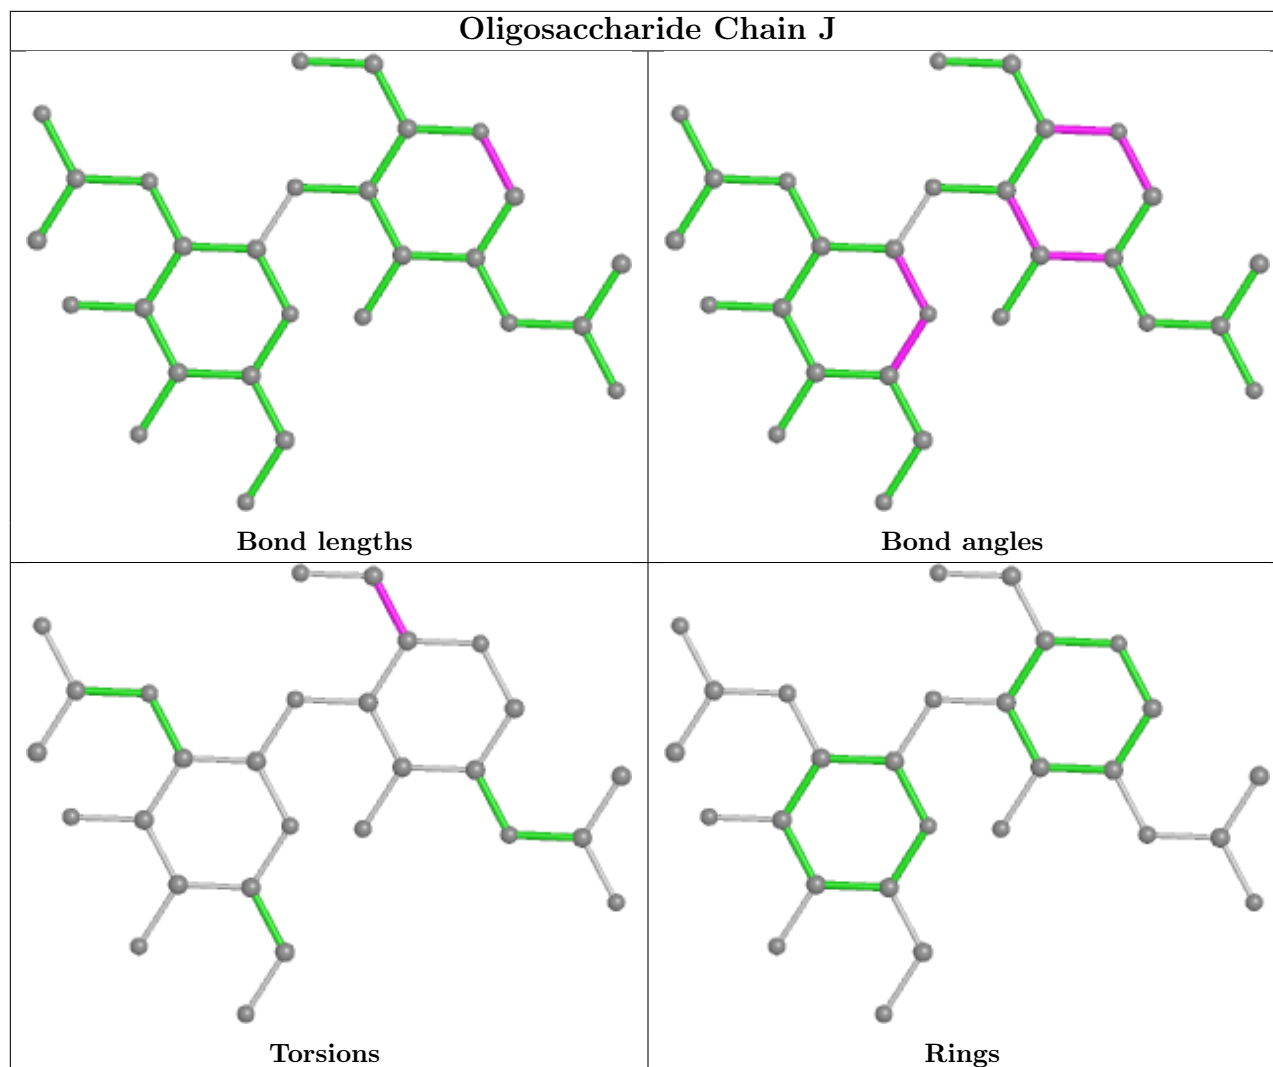 Oligosaccharide Chain J
Bond lengths
Bond angles
Torsions
Rings